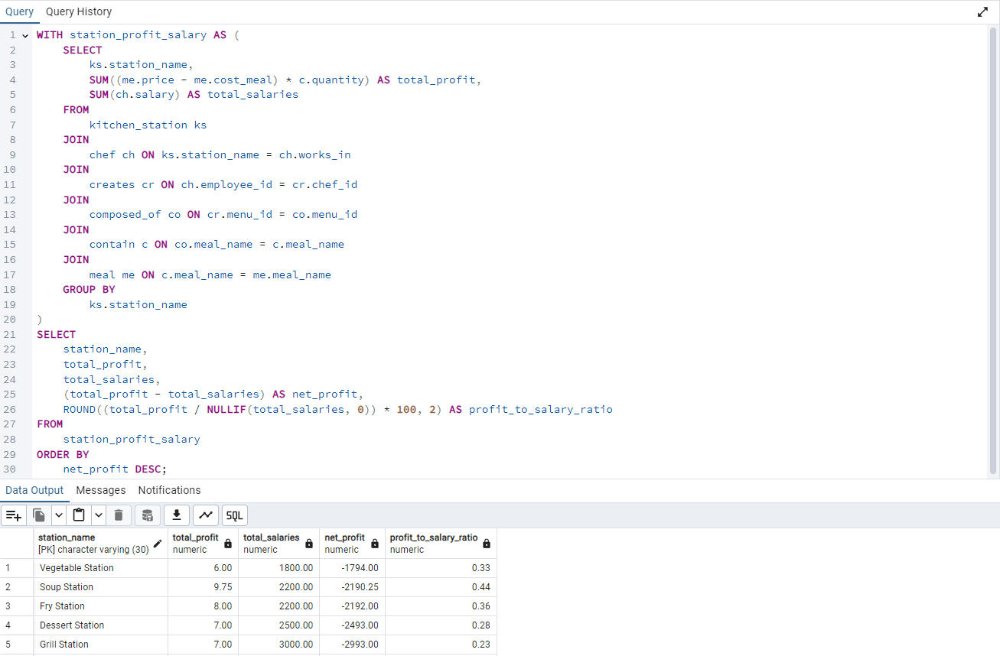 Query Query History
1 WITH station_profit_salary AS (
2 SELECT
3 ks.station_name,
4 SUM((me.price - me.cost_meal) * c.quantity) AS total_profit,
5 SUM(ch.salary) AS total_salaries
6 FROM
7 kitchen_station ks
8 JOIN
9 chef ch ON ks.station_name = ch.works_in
10 JOIN
11 creates cr ON ch.employee_id = cr.chef_id
12 JOIN
13 composed_of co ON cr.menu_id = co.menu_id
14 JOIN
15 contain c ON co.meal_name = c.meal_name
16 JOIN
17 meal me ON c.meal_name = me.meal_name
18 GROUP BY
19 ks.station_name
20 )
21 SELECT
22 station_name,
23 total_profit,
24 total_salaries,
25 (total_profit - total_salaries) AS net_profit,
26 ROUND((total_profit / NULLIF(total_salaries, 0)) * 100, 2) AS profit_to_salary_ratio
27 FROM
28 station_profit_salary
29 ORDER BY
30 net_profit DESC;
Data Output Messages Notifications
SQL
station_name total_profit total_salaries net_profit profit_to_salary_ratio
[PK] character varying (30) numeric numeric numeric numeric
1 Vegetable Station 6.00 1800.00 -1794.00 0.33
2 Soup Station 9.75 2200.00 -2190.25 0.44
3 Fry Station 8.00 2200.00 -2192.00 0.36
4 Dessert Station 7.00 2500.00 -2493.00 0.28
5 Grill Station 7.00 3000.00 -2993.00 0.23